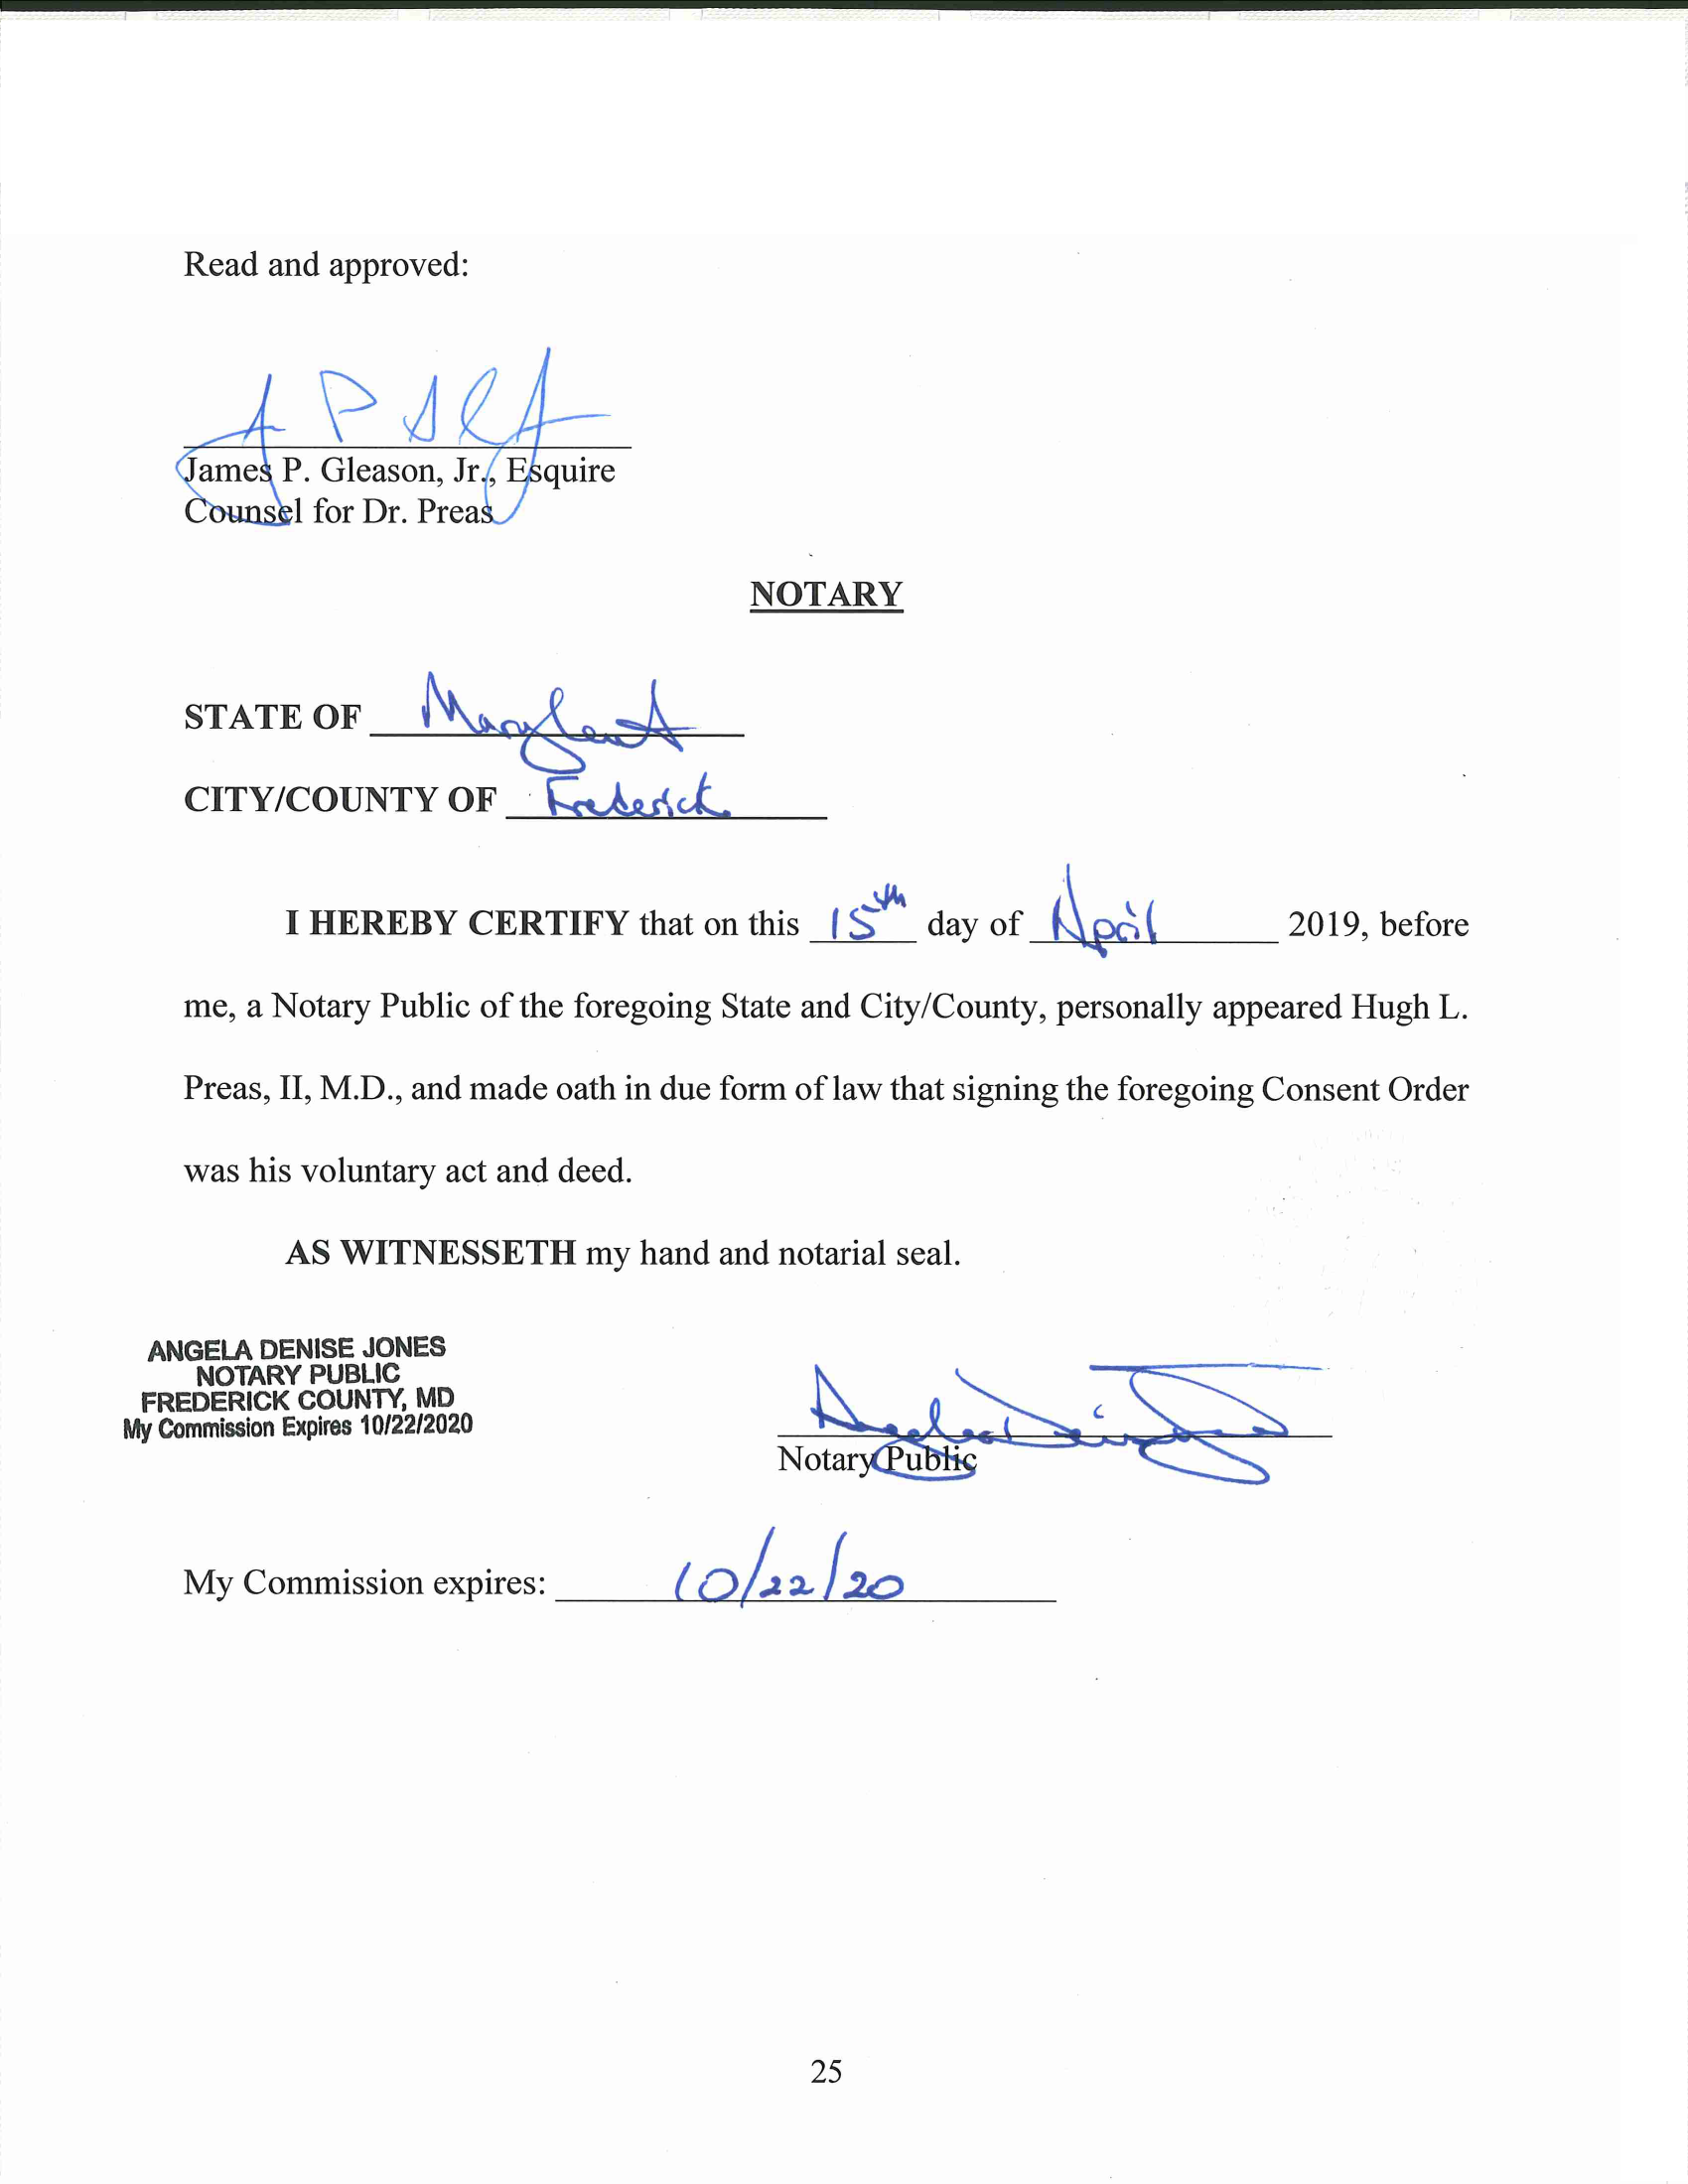 Read and approved:
James P. Gleason, Jr., Esquire
Counsel for Dr. Preas
NOTARY
STATE OF Maryland
CITY/COUNTY OF Frederick
I HEREBY CERTIFY that on this 15th day of April 2019, before
me, a Notary Public of the foregoing State and City/County, personally appeared Hugh L.
Preas, II, M.D., and made oath in due form of law that signing the foregoing Consent Order
was his voluntary act and deed.
AS WITNESSETH my hand and notarial seal.
ANGELA DENISE JONES
NOTARY PUBLIC
FREDERICK COUNTY, MD
My Commission Expires 10/22/2020
Notary Public
My Commission expires: 10/22/20
25